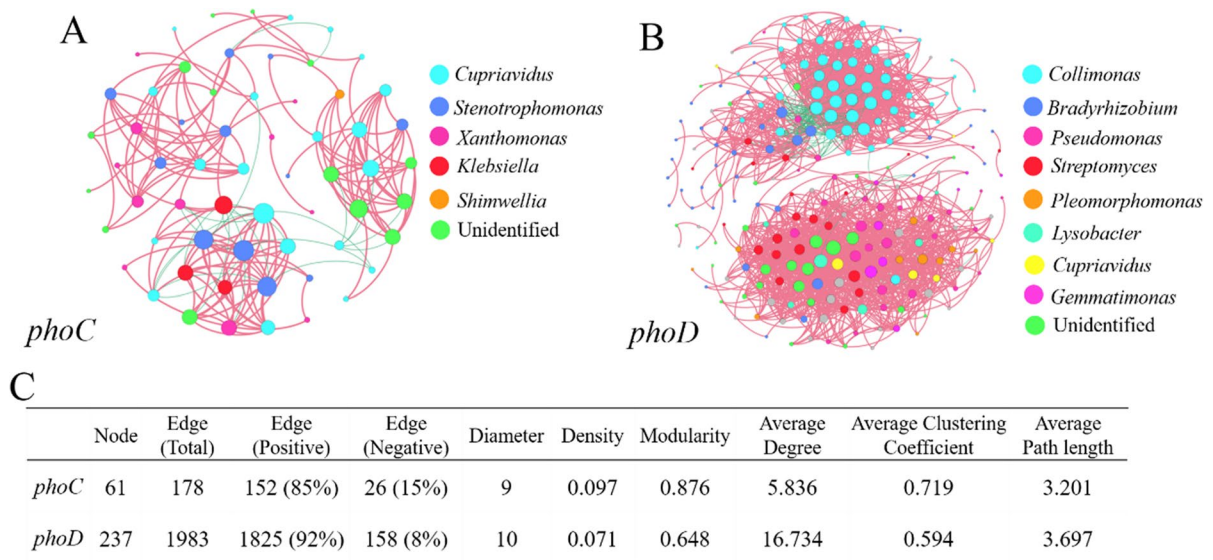 A
Cupriavidus
Stenotrophomonas
Xanthomonas
Klebsiella
Shimwellia
Unidentified
phoC
B
Collimonas
Bradyrhizobium
Pseudomonas
Streptomyces
Pleomorphomonas
Lysobacter
Cupriavidus
Gemmatimonas
Unidentified
phoD
C
Node Edge (Total) Edge (Positive) Edge (Negative) Diameter Density Modularity Average Degree Average Clustering Coefficient Average Path length
phoC 61 178 152 (85%) 26 (15%) 9 0.097 0.876 5.836 0.719 3.201
phoD 237 1983 1825 (92%) 158 (8%) 10 0.071 0.648 16.734 0.594 3.697